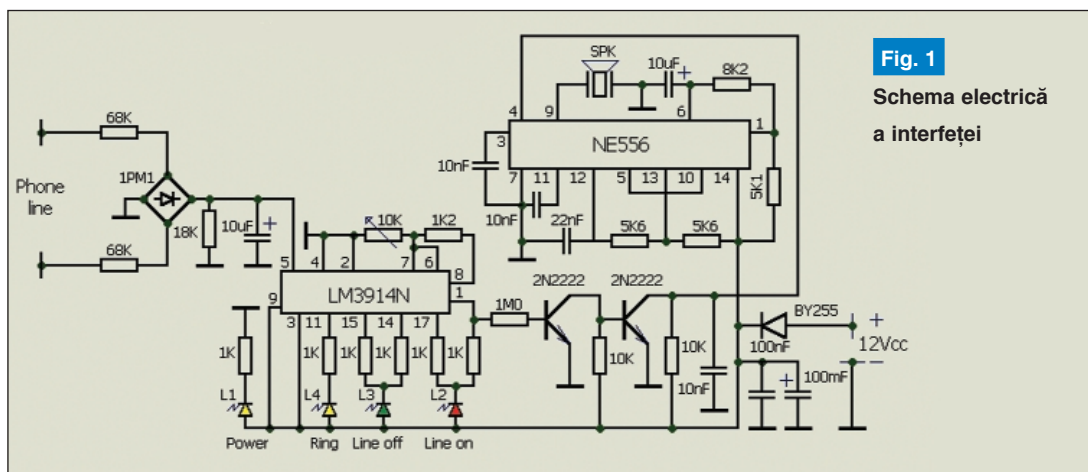 Fig. 1
Schema electrică
a interfeței
SPK
10uF +
8K2
4
9
6
1
3
NE556
10nF
7
11
12
5
13
10
14
5K1
10nF
22nF
5K6
5K6
68K
1PM1
Phone
line
18K
10uF +
68K
10K
1K2
5
4
2
7
6
8
9
LM3914N
1
3
11
15
14
17
1M0
2N2222
2N2222
BY255
+
12Vcc
100nF
1K
1K
1K
1K
1K
1K
10K
10K
10nF
+
100mF
L1
L4
L3
L2
Power
Ring
Line off
Line on